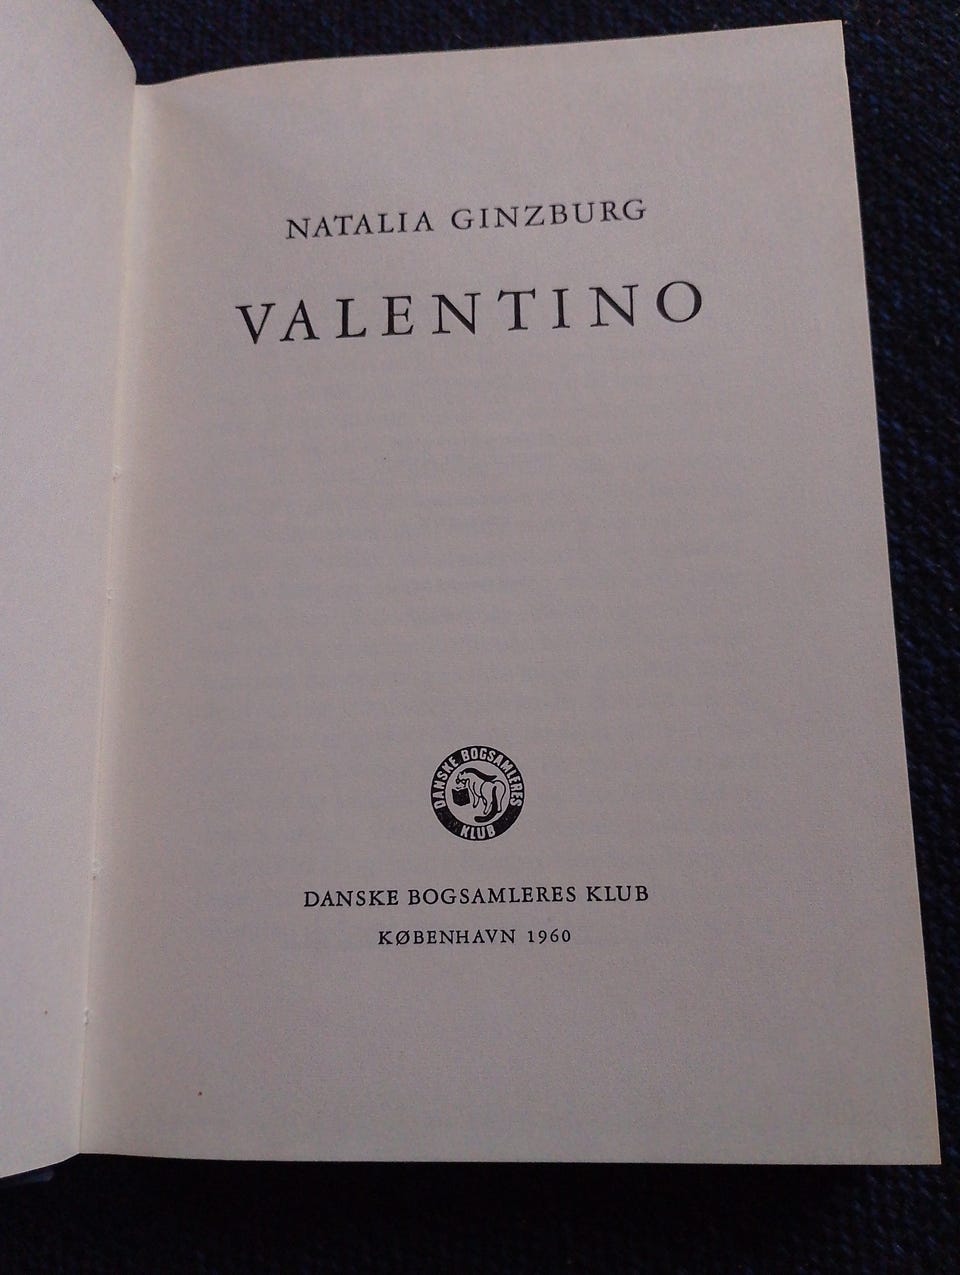 NATALIA GINZBURG
VALENTINO
DANSKE BOGSAMLERES
KLUB
DANSKE BOGSAMLERES KLUB
KØBENHAVN 1960